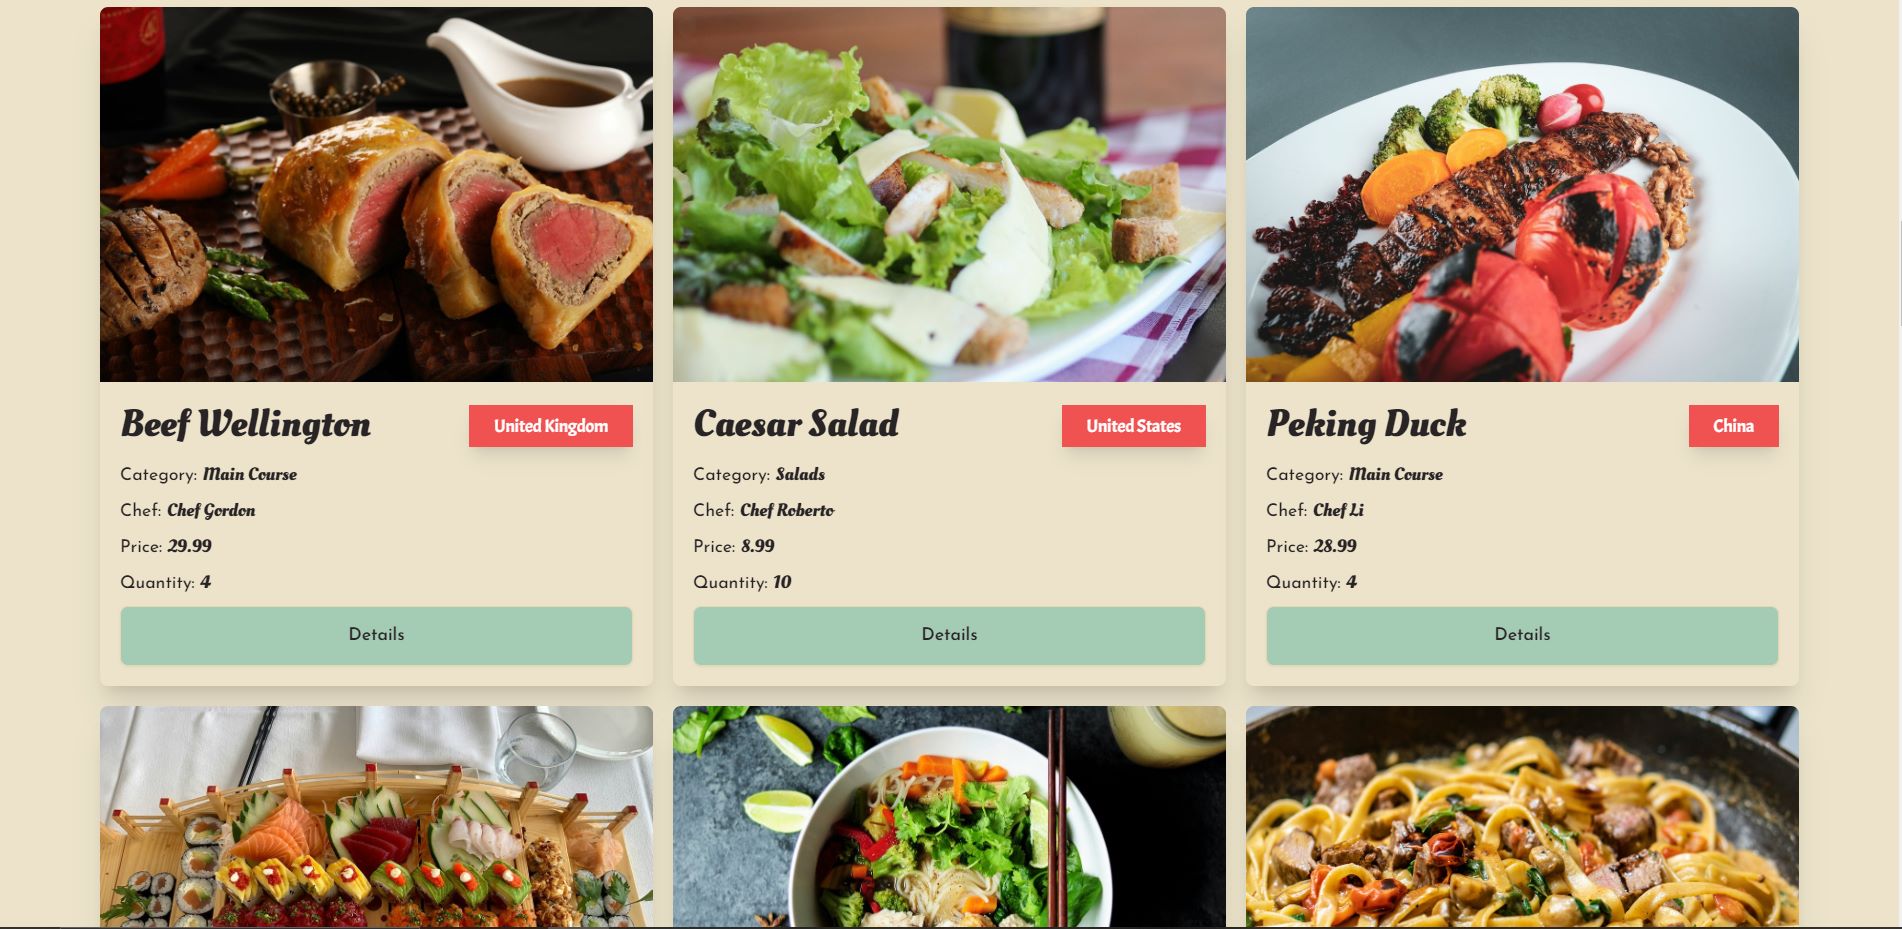 Beef Wellington
United Kingdom
Category: Main Course
Chef: Chef Gordon
Price: 29.99
Quantity: 4
Details
Caesar Salad
United States
Category: Salads
Chef: Chef Roberto
Price: 8.99
Quantity: 10
Details
Peking Duck
China
Category: Main Course
Chef: Chef Li
Price: 28.99
Quantity: 4
Details